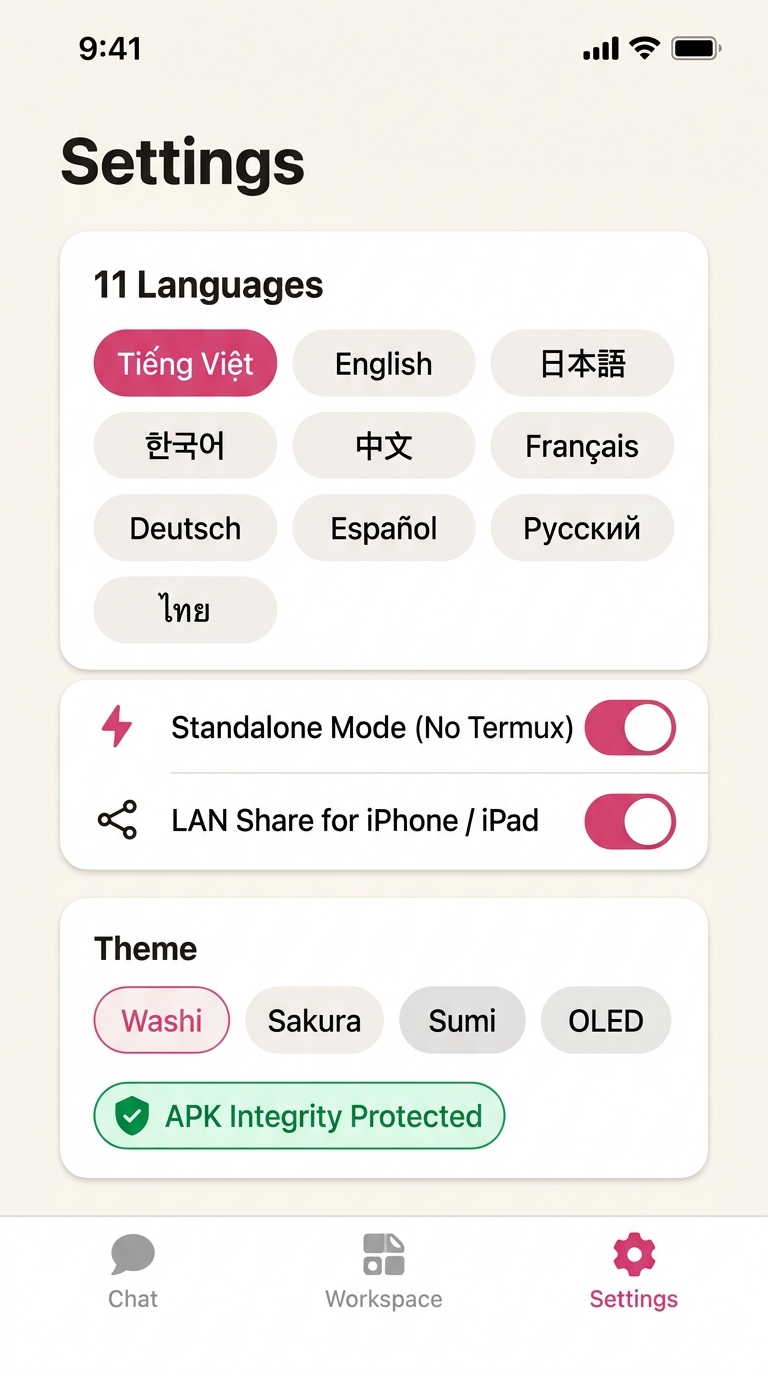 9:41
Settings
11 Languages
Tiếng Việt English 日本語
한국어 中文 Français
Deutsch Español Русский
ไทย
Standalone Mode (No Termux)
LAN Share for iPhone / iPad
Theme
Washi Sakura Sumi OLED
APK Integrity Protected
Chat Workspace Settings